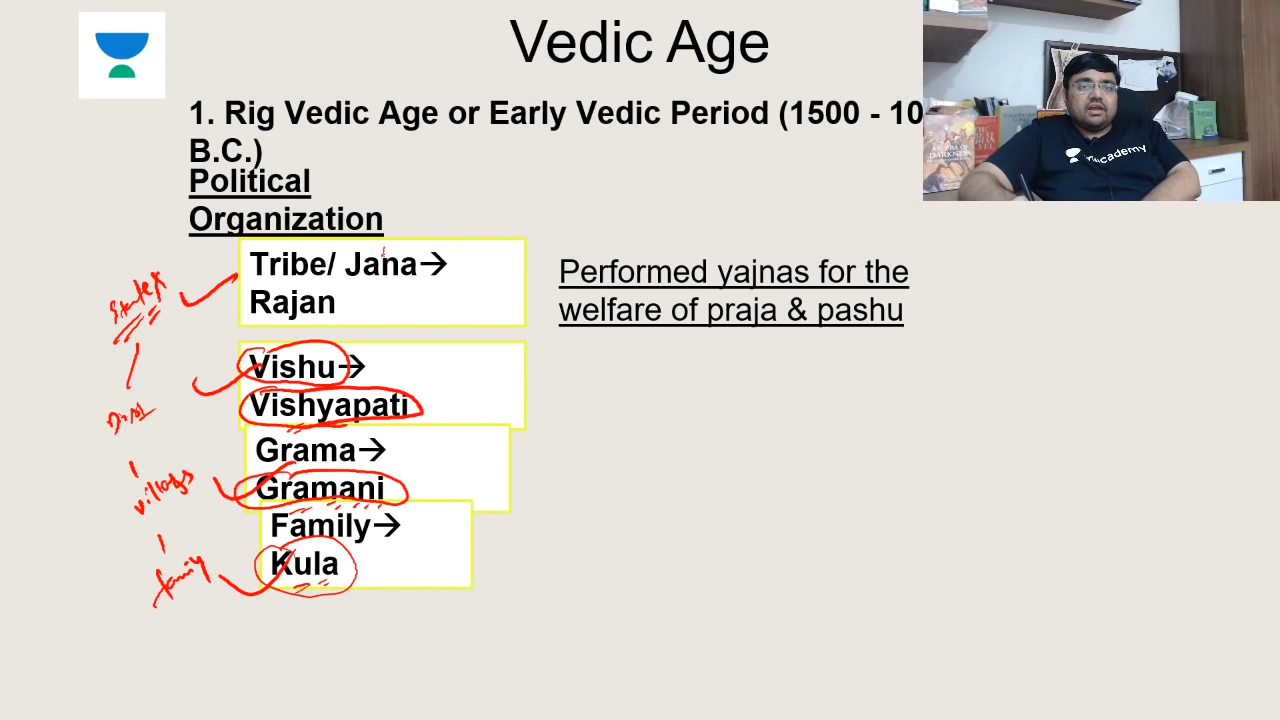 Vedic Age
1. Rig Vedic Age or Early Vedic Period (1500 - 10
B.C.)
Political
Organization
Tribe/ Jana→
Rajan
Performed yajnas for the
welfare of praja & pashu
Vishu→
Vishyapati
Grama→
Gramani
Family→
Kula
village
family